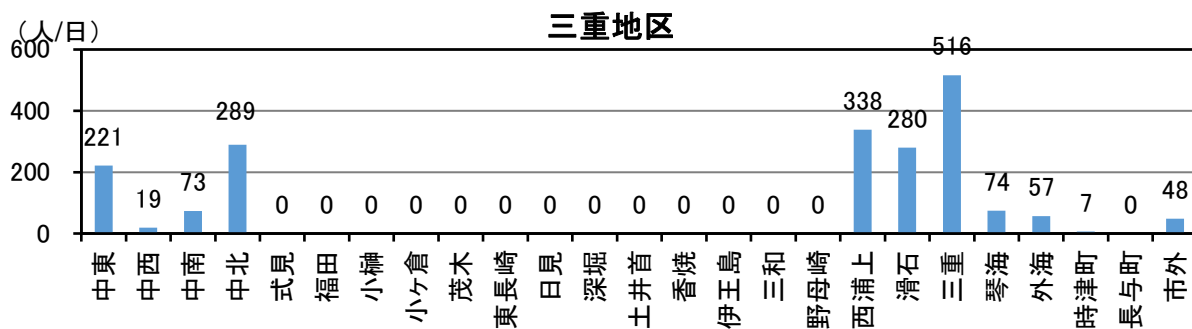 三重地区
（人/日）
600
400
200
0
221
19
73
289
0
0
0
0
0
0
0
0
0
0
0
0
0
338
280
516
74
57
7
0
48
中東
中西
中南
中北
式見
福田
小榊
小ヶ倉
茂木
東長崎
日見
深堀
土井首
香焼
伊王島
三和
野母崎
西浦上
滑石
三重
琴海
外海
時津町
長与町
市外